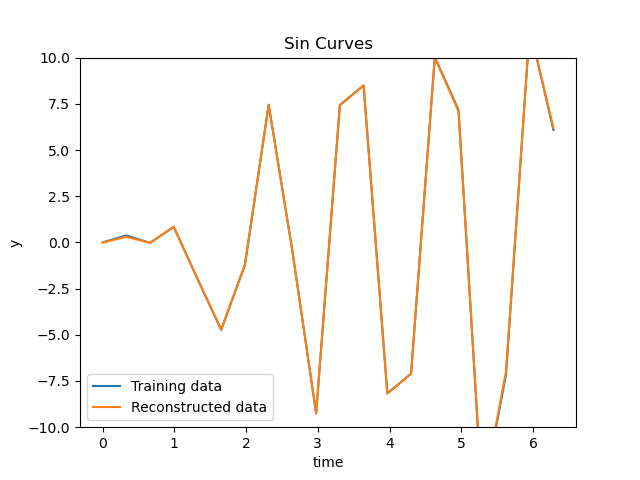 Sin Curves
10.0
7.5
5.0
2.5
0.0
−2.5
−5.0
−7.5
−10.0
y
Training data
Reconstructed data
0 1 2 3 4 5 6
time